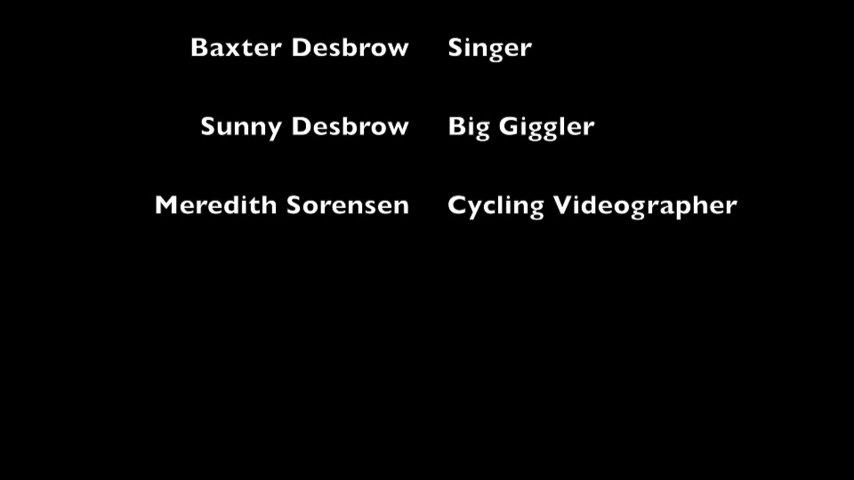 Baxter Desbrow Singer
Sunny Desbrow Big Giggler
Meredith Sorensen Cycling Videographer